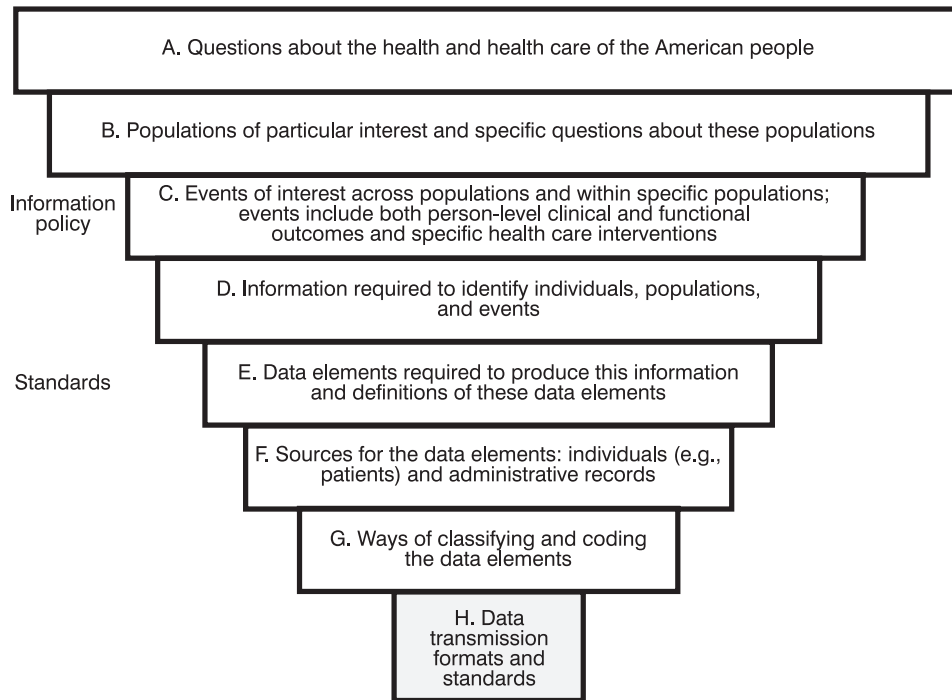 A. Questions about the health and health care of the American people
B. Populations of particular interest and specific questions about these populations
Information
policy
C. Events of interest across populations and within specific populations;
events include both person-level clinical and functional
outcomes and specific health care interventions
D. Information required to identify individuals, populations,
and events
Standards
E. Data elements required to produce this information
and definitions of these data elements
F. Sources for the data elements: individuals (e.g.,
patients) and administrative records
G. Ways of classifying and coding
the data elements
H. Data
transmission
formats and
standards